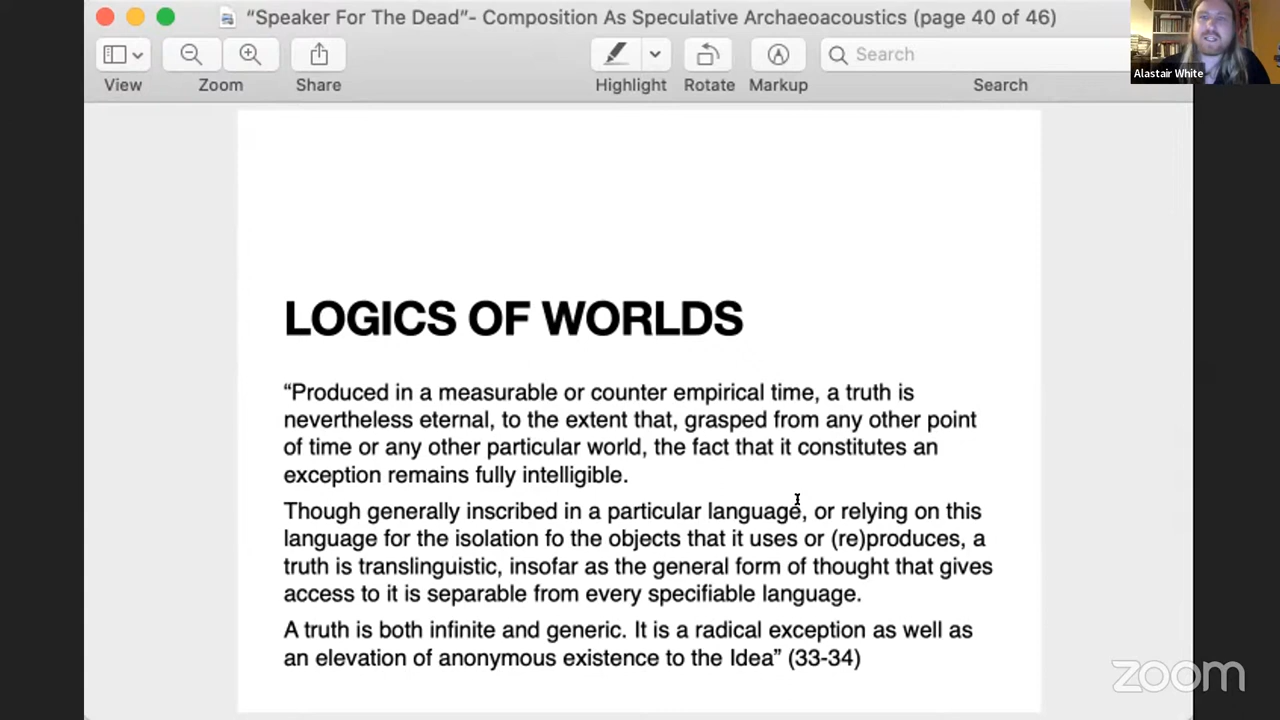 “Speaker For The Dead”- Composition As Speculative Archaeoacoustics (page 40 of 46)
Search
View
Zoom
Share
Highlight
Rotate
Markup
Search
Alastair White
LOGICS OF WORLDS
“Produced in a measurable or counter empirical time, a truth is
nevertheless eternal, to the extent that, grasped from any other point
of time or any other particular world, the fact that it constitutes an
exception remains fully intelligible.
Though generally inscribed in a particular language, or relying on this
language for the isolation fo the objects that it uses or (re)produces, a
truth is translinguistic, insofar as the general form of thought that gives
access to it is separable from every specifiable language.
A truth is both infinite and generic. It is a radical exception as well as
an elevation of anonymous existence to the Idea” (33-34)
zoom